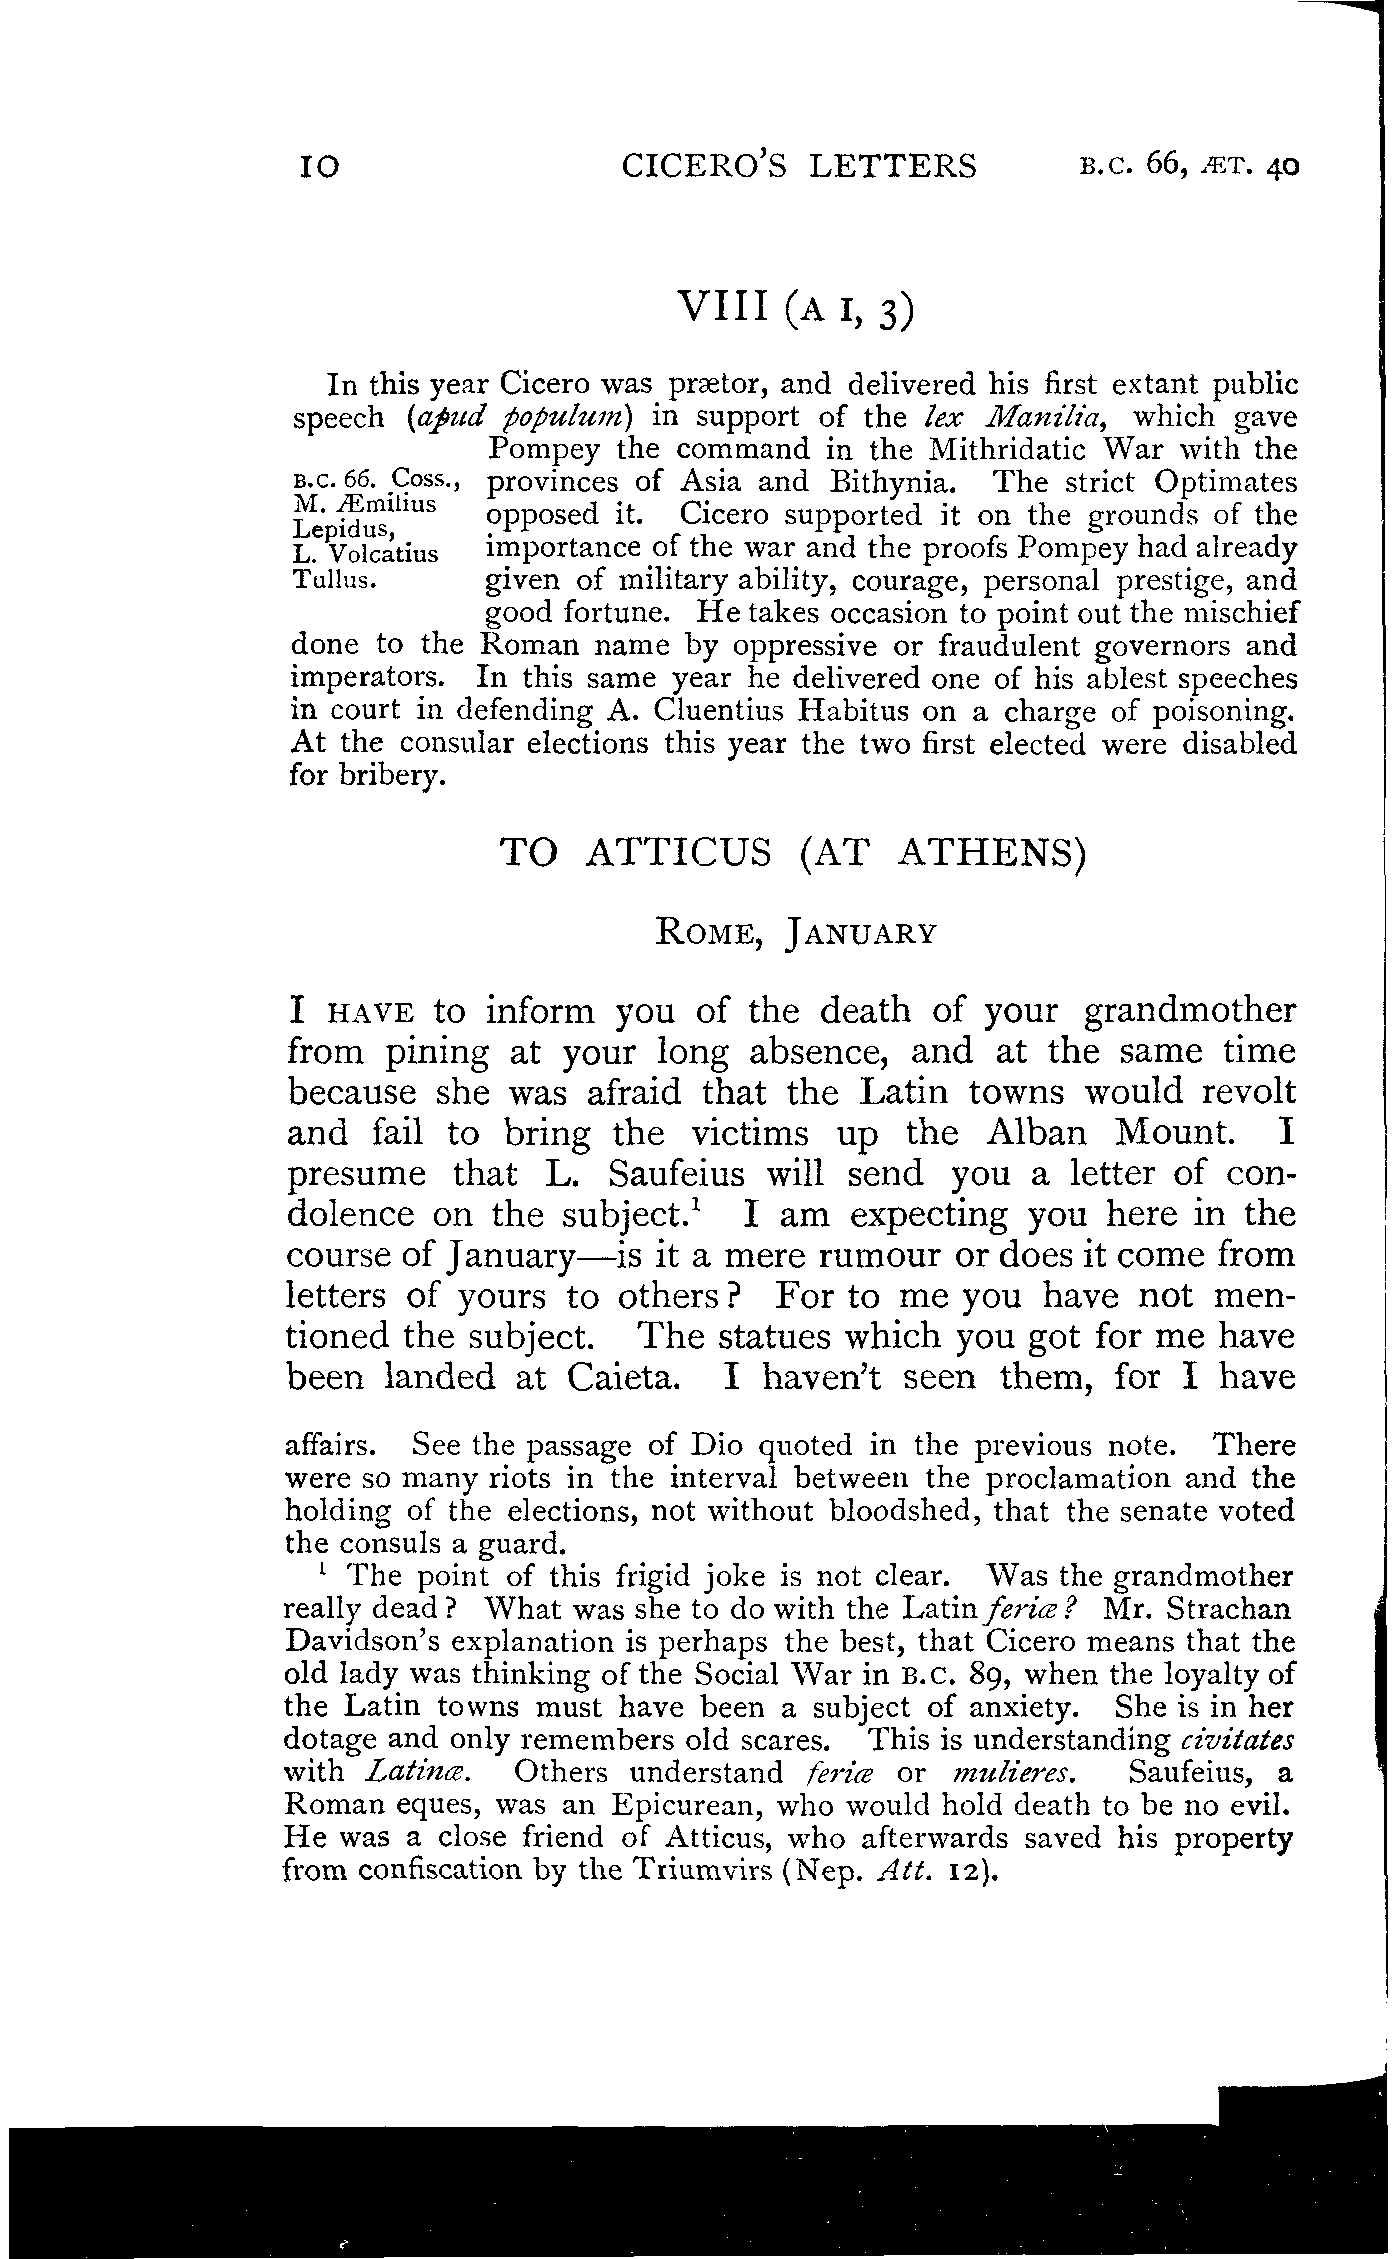 10 CICERO'S LETTERS B.C. 66, ÆT. 40
VIII (A I, 3)
In this year Cicero was prætor, and delivered his first extant public
speech (apud populum) in support of the lex Manilia, which gave
Pompey the command in the Mithridatic War with the
B.C. 66. Coss.,
M. Æmilius
Lepidus,
L. Volcatius
Tullus.
provinces of Asia and Bithynia. The strict Optimates
opposed it. Cicero supported it on the grounds of the
importance of the war and the proofs Pompey had already
given of military ability, courage, personal prestige, and
good fortune. He takes occasion to point out the mischief
done to the Roman name by oppressive or fraudulent governors and
imperators. In this same year he delivered one of his ablest speeches
in court in defending A. Cluentius Habitus on a charge of poisoning.
At the consular elections this year the two first elected were disabled
for bribery.
TO ATTICUS (AT ATHENS)
ROME, JANUARY
I HAVE to inform you of the death of your grandmother
from pining at your long absence, and at the same time
because she was afraid that the Latin towns would revolt
and fail to bring the victims up the Alban Mount. I
presume that L. Saufeius will send you a letter of con-
dolence on the subject.¹ I am expecting you here in the
course of January—is it a mere rumour or does it come from
letters of yours to others? For to me you have not men-
tioned the subject. The statues which you got for me have
been landed at Caieta. I haven't seen them, for I have
affairs. See the passage of Dio quoted in the previous note. There
were so many riots in the interval between the proclamation and the
holding of the elections, not without bloodshed, that the senate voted
the consuls a guard.
¹ The point of this frigid joke is not clear. Was the grandmother
really dead? What was she to do with the Latin feriæ? Mr. Strachan
Davidson's explanation is perhaps the best, that Cicero means that the
old lady was thinking of the Social War in B.C. 89, when the loyalty of
the Latin towns must have been a subject of anxiety. She is in her
dotage and only remembers old scares. This is understanding civitates
with Latinæ. Others understand feriæ or mulieres. Saufeius, a
Roman eques, was an Epicurean, who would hold death to be no evil.
He was a close friend of Atticus, who afterwards saved his property
from confiscation by the Triumvirs (Nep. Att. 12).